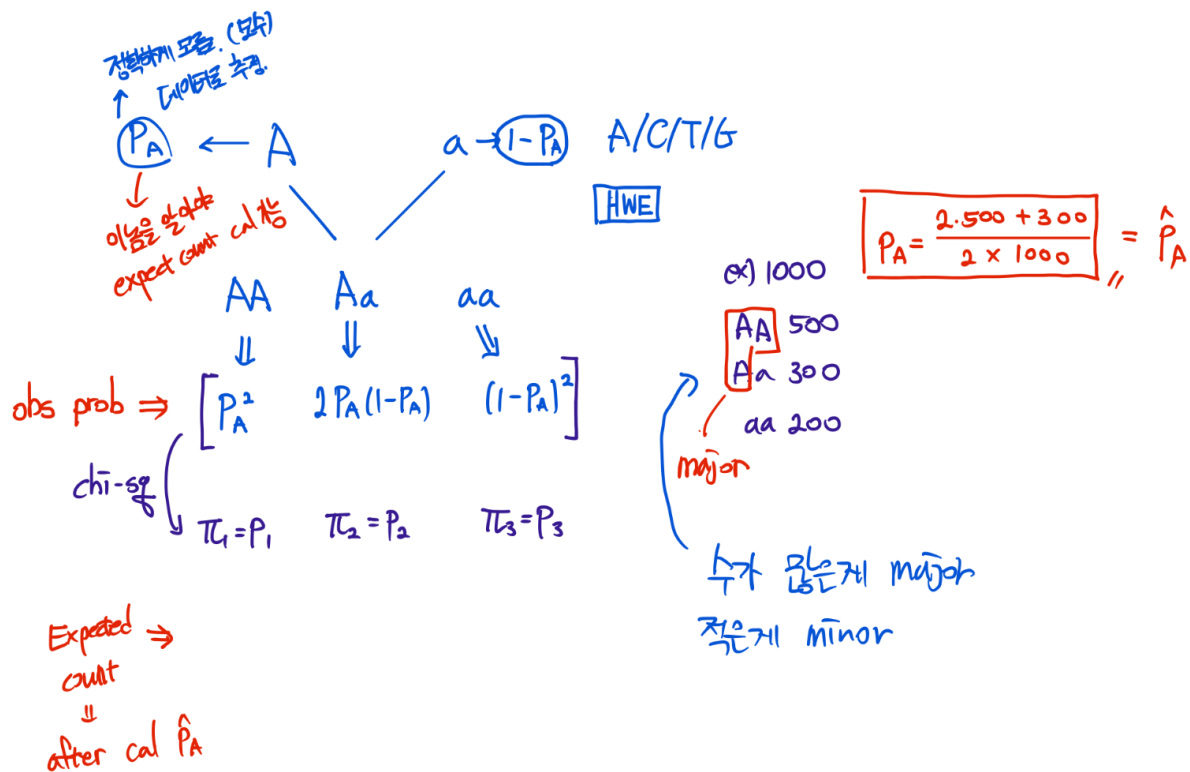 정확하게 모름. (모수)
데이터로 추정.
P_A ← A
a → 1-P_A
A/C/T/G
HWE
이놈을 알아야
expect count cal 가능
AA Aa aa
obs prob ⇒ [P_A² 2P_A(1-P_A) (1-P_A)²]
chi-sq
π₁=P₁ π₂=P₂ π₃=P₃
Expected ⇒
count
⇓
after cal P̂_A
P_A = (2·500+300)/(2×1000) = P̂_A
ex) 1000
AA 500
Aa 300
aa 200
major
수가 많은게 major
적은게 minor